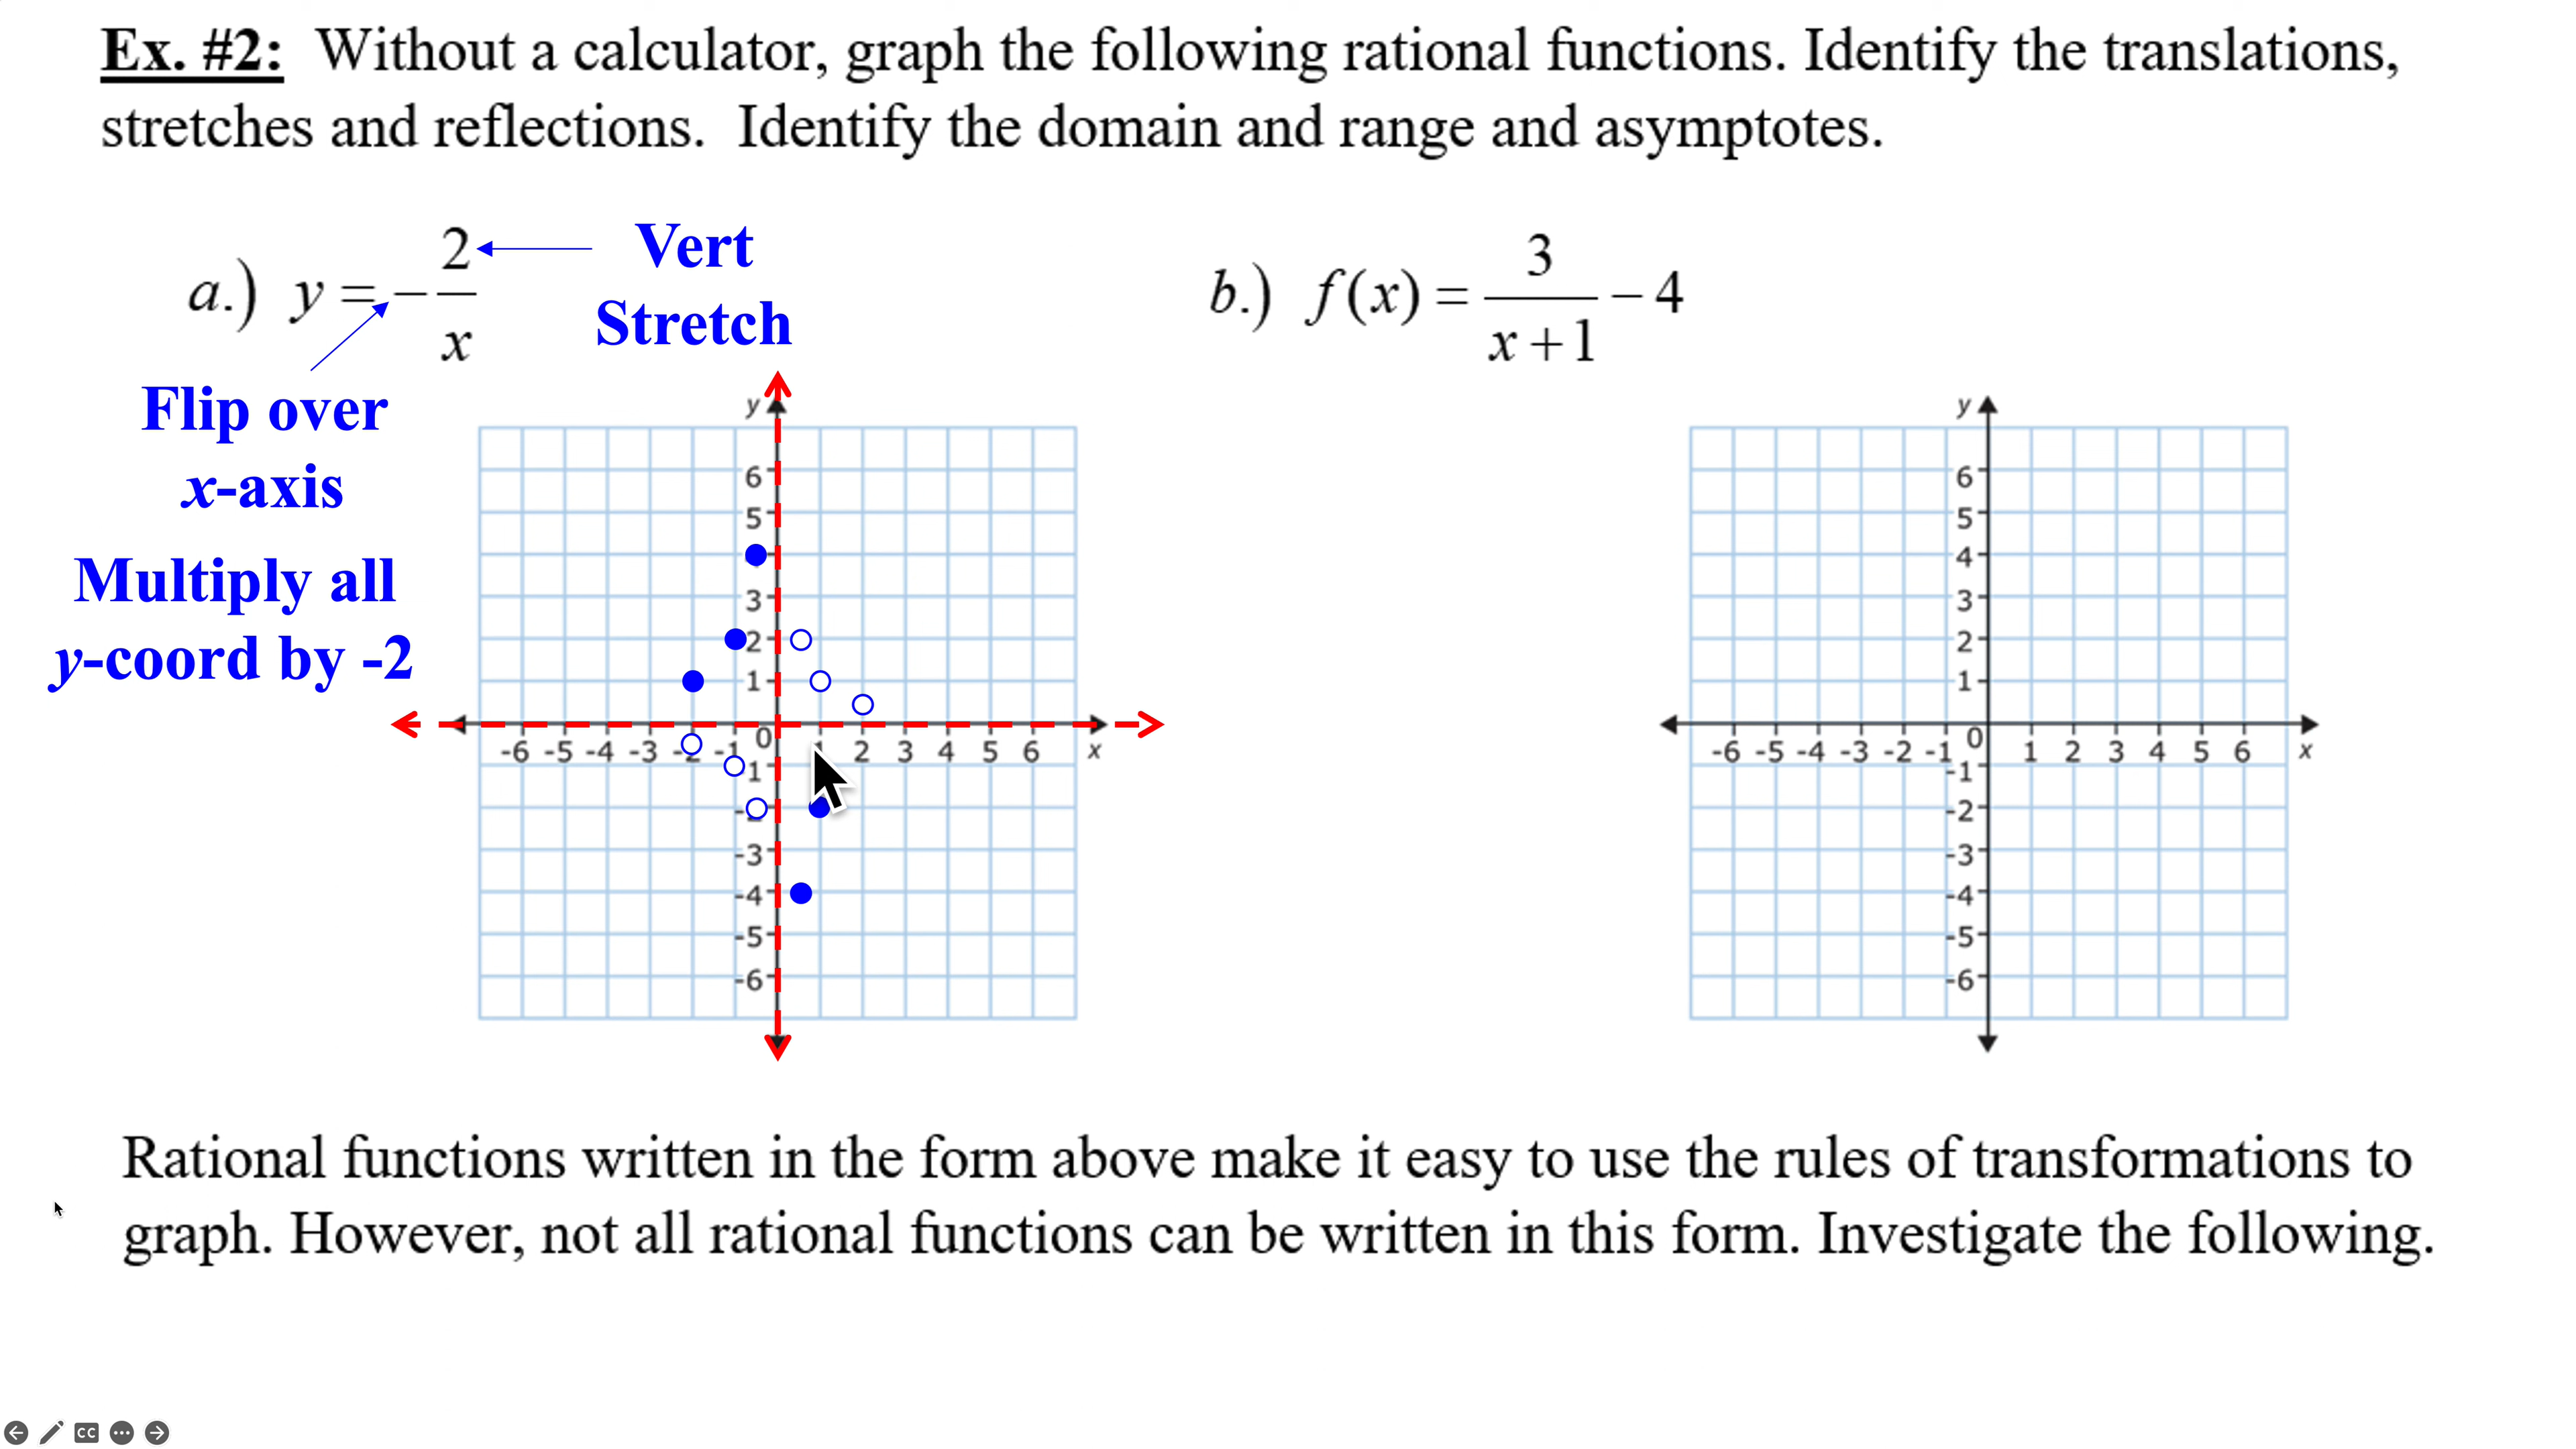 Ex. #2: Without a calculator, graph the following rational functions. Identify the translations,
stretches and reflections. Identify the domain and range and asymptotes.
a.) y = -2/x
Vert
Stretch
Flip over
x-axis
Multiply all
y-coord by -2
b.) f(x) = 3/(x+1) - 4
y
6
5
3
2
1
0
-6 -5 -4 -3 -2 -1 2 3 4 5 6 x
-3
-4
-5
-6
y
6
5
4
3
2
1
0
-6 -5 -4 -3 -2 -1 1 2 3 4 5 6 x
-1
-2
-3
-4
-5
-6
Rational functions written in the form above make it easy to use the rules of transformations to
graph. However, not all rational functions can be written in this form. Investigate the following.
CC